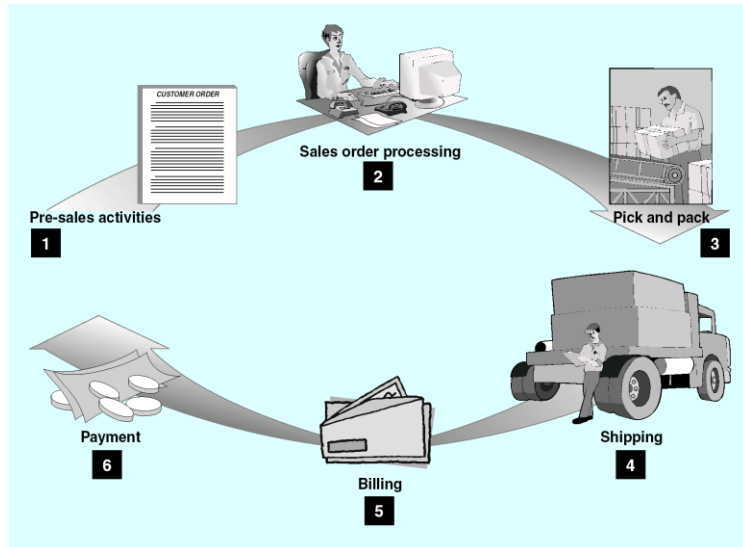 CUSTOMER ORDER
Sales order processing
2
Pre-sales activities
1
Pick and pack
3
Payment
6
Shipping
4
Billing
5